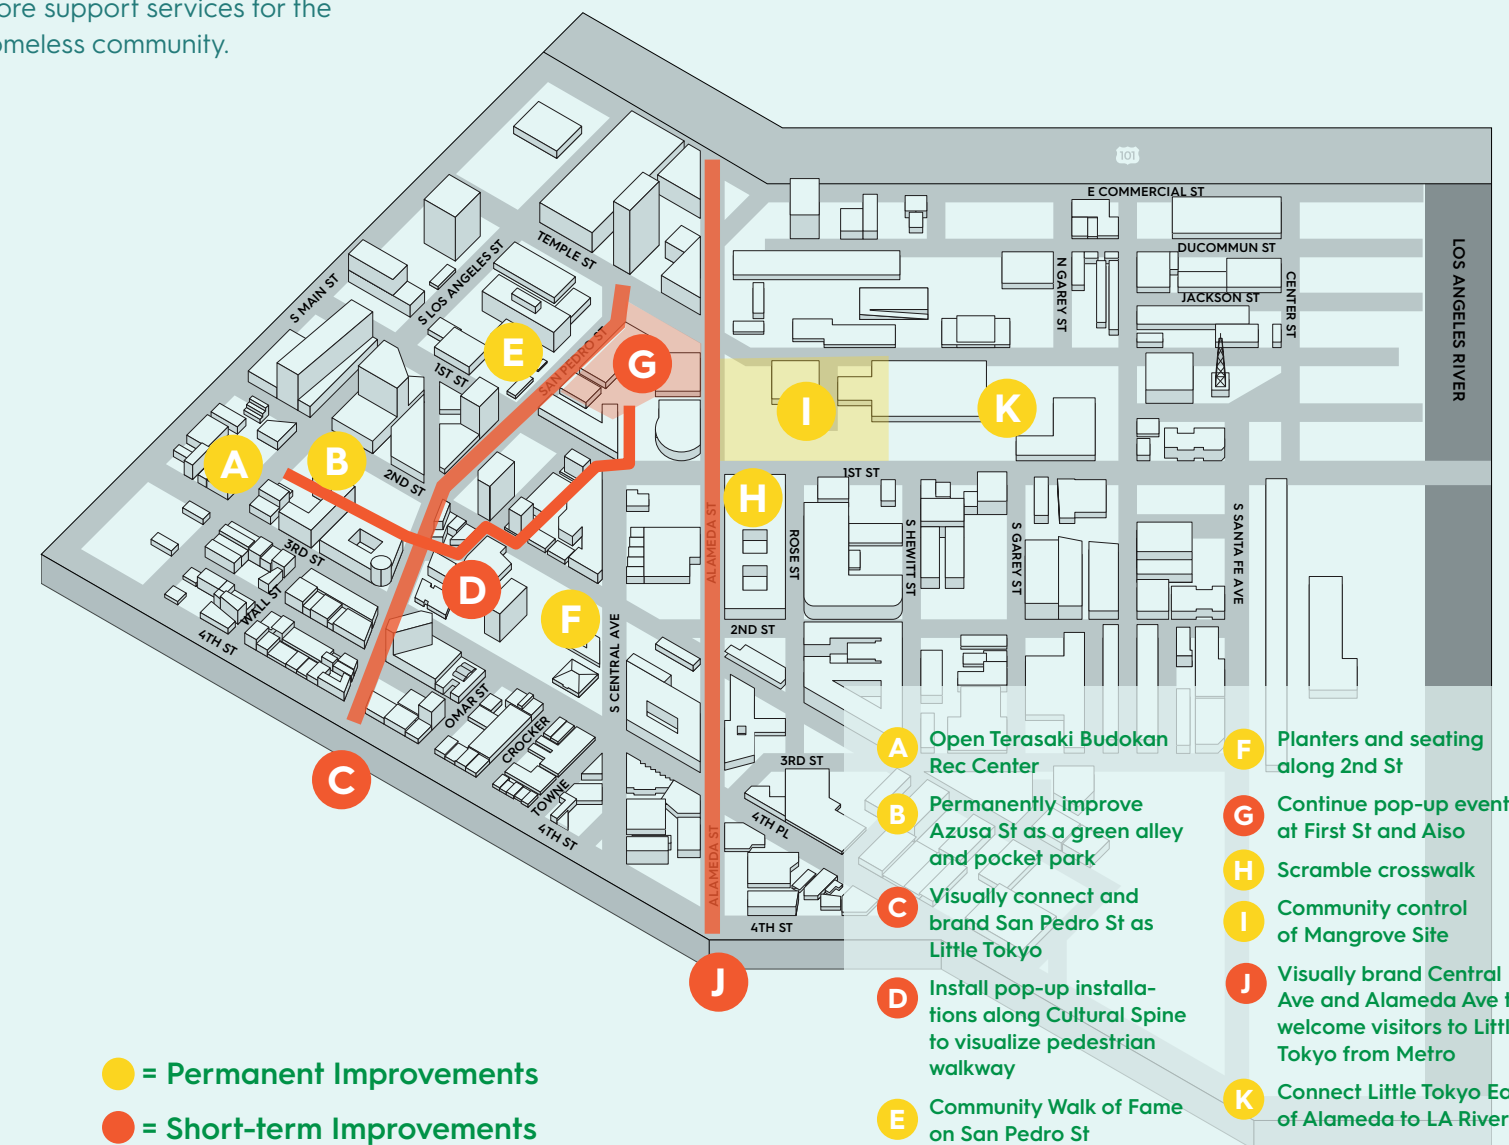 ore support services for the
omeless community.
101
E COMMERCIAL ST
DUCOMMUN ST
JACKSON ST
N GAREY ST
CENTER ST
LOS ANGELES RIVER
TEMPLE ST
S LOS ANGELES ST
S MAIN ST
SAN PEDRO ST
1ST ST
E
G
I
K
A
B
H
2ND ST
1ST ST
ALAMEDA ST
ROSE ST
S HEWITT ST
S GAREY ST
S SANTA FE AVE
3RD ST
WALL ST
4TH ST
D
F
S CENTRAL AVE
2ND ST
OMAR ST
CROCKER
TOWNE
4TH ST
C
3RD ST
4TH PL
ALAMEDA ST
4TH ST
J
A
Open Terasaki Budokan
Rec Center
B
Permanently improve
Azusa St as a green alley
and pocket park
C
Visually connect and
brand San Pedro St as
Little Tokyo
D
Install pop-up installa-
tions along Cultural Spine
to visualize pedestrian
walkway
E
Community Walk of Fame
on San Pedro St
F
Planters and seating
along 2nd St
G
Continue pop-up event
at First St and Aiso
H
Scramble crosswalk
I
Community control
of Mangrove Site
J
Visually brand Central
Ave and Alameda Ave t
welcome visitors to Littl
Tokyo from Metro
K
Connect Little Tokyo Ea
of Alameda to LA River
= Permanent Improvements
= Short-term Improvements